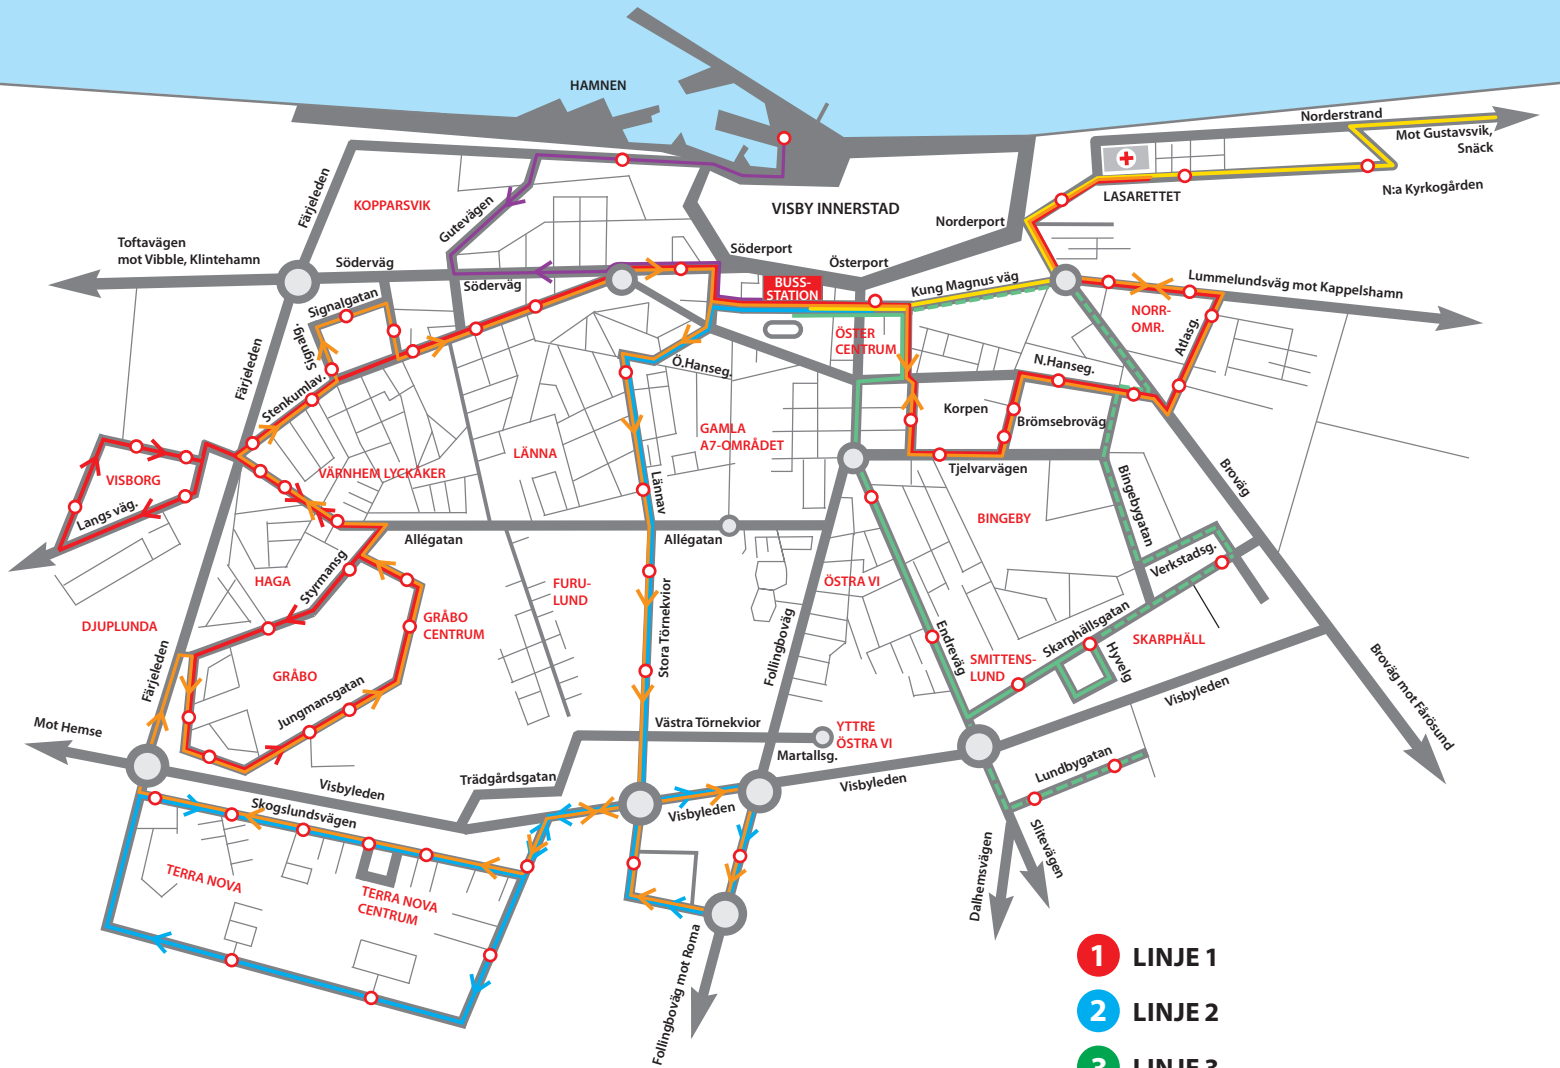 HAMNEN
Norderstrand
Mot Gustavsvik,
Snäck
N:a Kyrkogården
LASARETTET
KOPPARSVIK
Färjeleden
Gutevägen
VISBY INNERSTAD
Norderport
Toftavägen
mot Vibble, Klintehamn
Söderväg
Söderport
Österport
Söderväg
BUSS-
STATION
Kung Magnus väg
Lummelundsväg mot Kappelshamn
Signalgatan
Signalg.
NORR-
OMR.
Atlasg.
ÖSTER
CENTRUM
Färjeleden
Ö.Hanseg.
N.Hanseg.
Stenkumlav.
Korpen
Brömsebroväg
GAMLA
A7-OMRÅDET
LÄNNA
VÄRNHEM LYCKÅKER
Tjelvarvägen
VISBORG
Langs väg.
Lännav
Bingebygatan
Broväg
BINGEBY
Allégatan
Allégatan
Styrmansg
HAGA
FURU-
LUND
ÖSTRA VI
Verkstadsg.
DJUPLUNDA
GRÅBO
CENTRUM
Stora Törnekvior
Follingboväg
Endreväg
Skarphällsgatan
SKARPHÄLL
Hyvelg
SMITTENS-
LUND
Färjeleden
GRÅBO
Jungmansgatan
Visbyleden
Broväg mot Fårösund
Mot Hemse
Västra Törnekvior
YTTRE
ÖSTRA VI
Martallsg.
Trädgårdsgatan
Visbyleden
Visbyleden
Visbyleden
Lundbygatan
Skogslundsvägen
TERRA NOVA
TERRA NOVA
CENTRUM
Dalhemsvägen
Slitevägen
Follingboväg mot Roma
1 LINJE 1
2 LINJE 2
3 LINJE 3